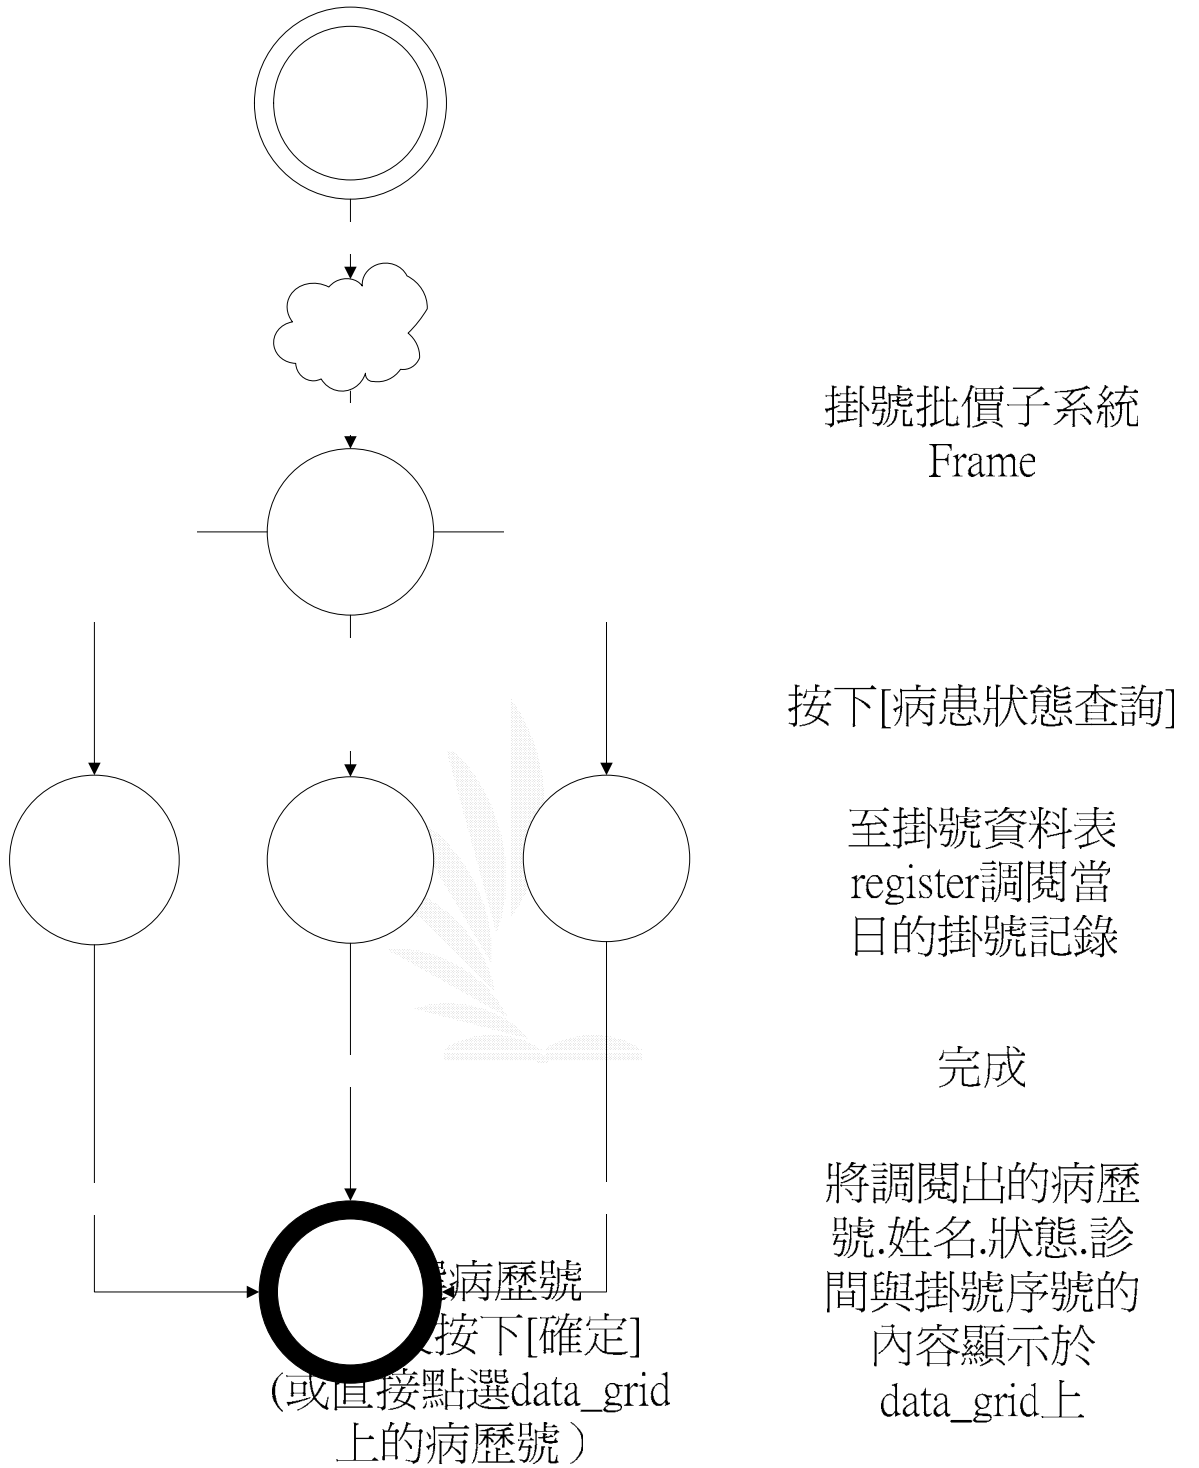 掛號批價子系統
Frame
按下[病患狀態查詢]
至掛號資料表
register調閱當
日的掛號記錄
完成
將調閱出的病歷
號.姓名.狀態.診
間與掛號序號的
內容顯示於
data_grid上
病歷號
按下[確定]
(或直接點選data_grid
上的病歷號）